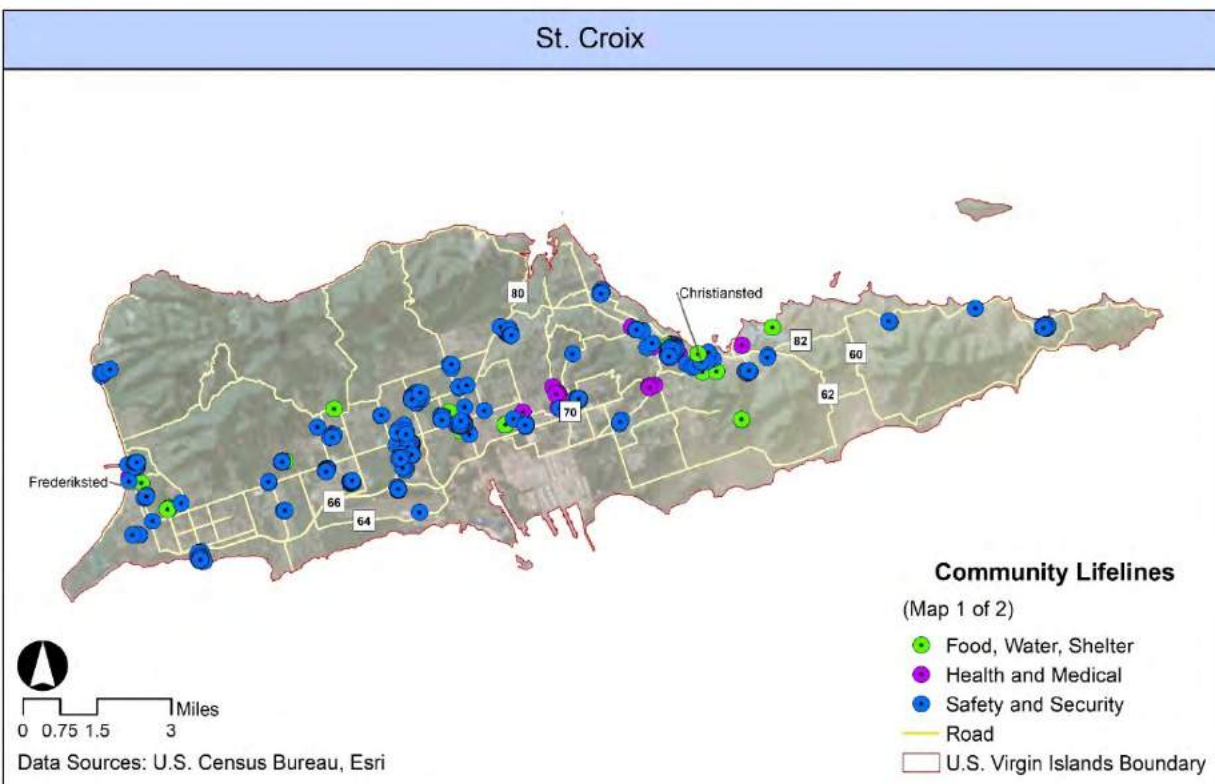 St. Croix
80
Christiansted
82
60
62
70
Frederiksted
66
64
Community Lifelines
(Map 1 of 2)
Food, Water, Shelter
Health and Medical
Safety and Security
Road
U.S. Virgin Islands Boundary
Miles
0 0.75 1.5 3
Data Sources: U.S. Census Bureau, Esri